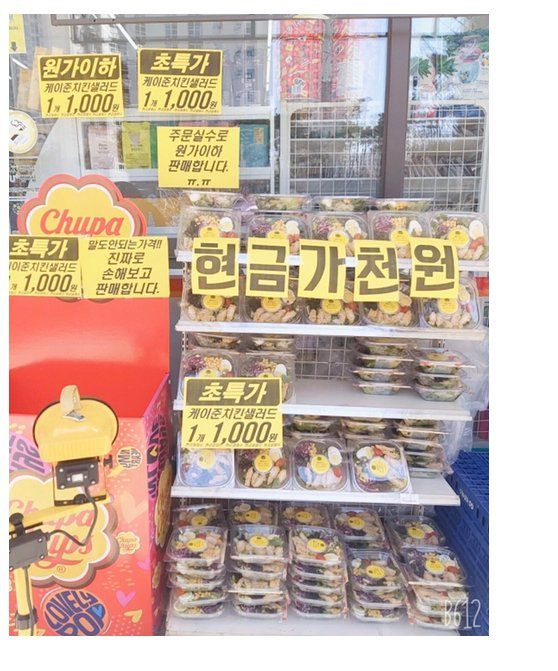 원가이하
케이준치킨샐러드
1개 1,000원
초특가
케이준치킨샐러드
1개 1,000원
주문실수로
원가이하
판매합니다.
ㅠ.ㅠ
Chupa
초특가
이준치킨샐러드
1,000원
말도안되는가격!!
진짜로
손해보고
판매합니다.
현금가천원
초특가
케이준치킨샐러드
1개 1,000원
Chupa
Chups
LOVELY
POP
B612